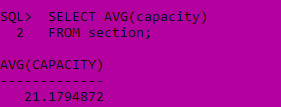 SQL> SELECT AVG(capacity)
2 FROM section;
AVG(CAPACITY)
-------------
21.1794872